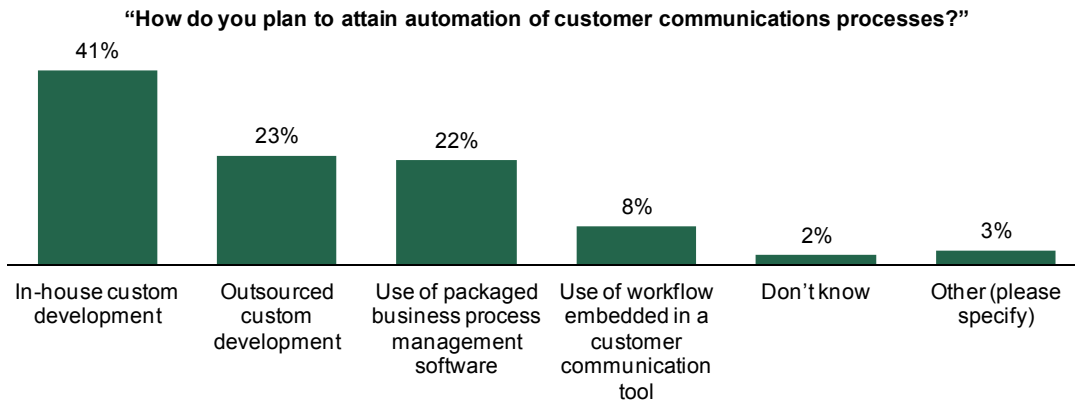 “How do you plan to attain automation of customer communications processes?”
41%
23%
22%
8%
2%
3%
In-house custom
development
Outsourced
custom
development
Use of packaged
business process
management
software
Use of workflow
embedded in a
customer
communication
tool
Don’t know
Other (please
specify)